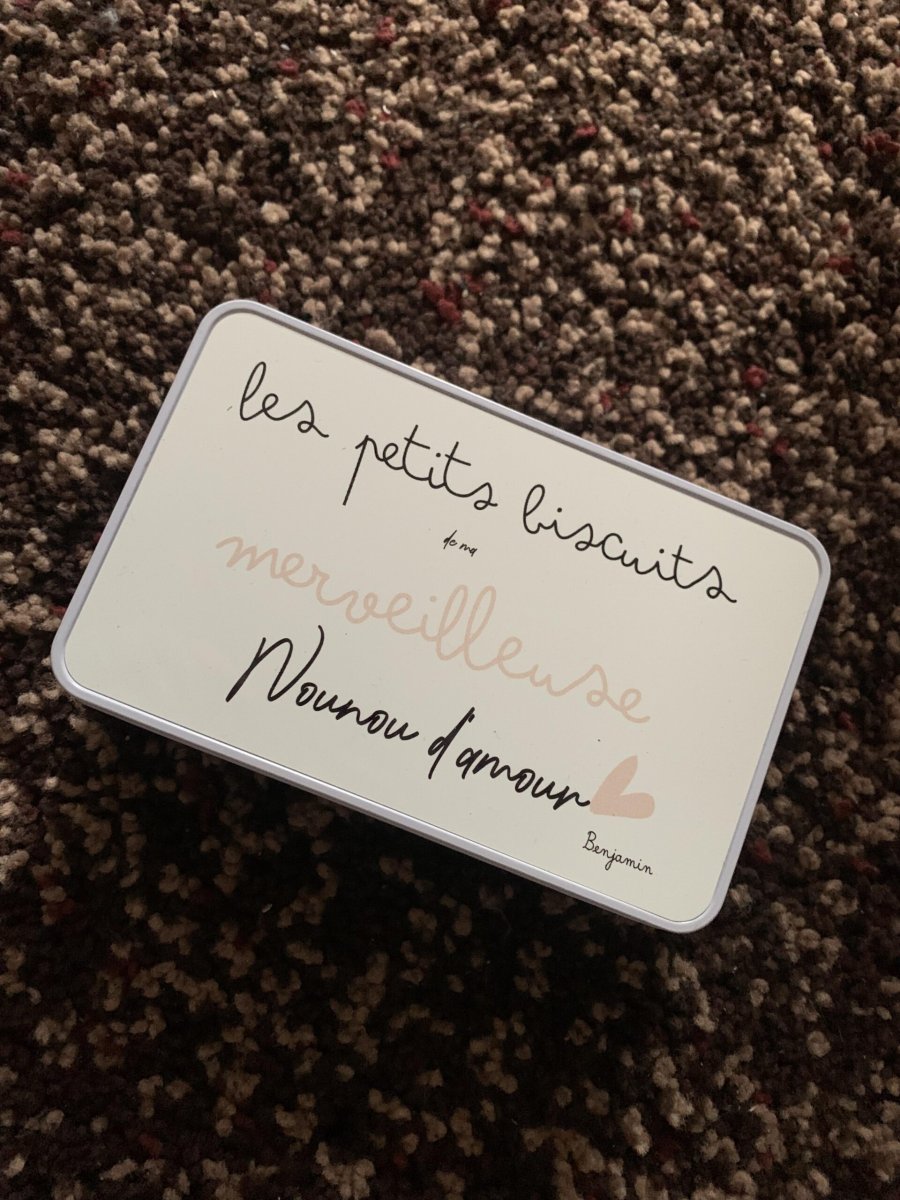 les petits biscuits
de ma
merveilleuse
Nounou d'amour
Benjamin